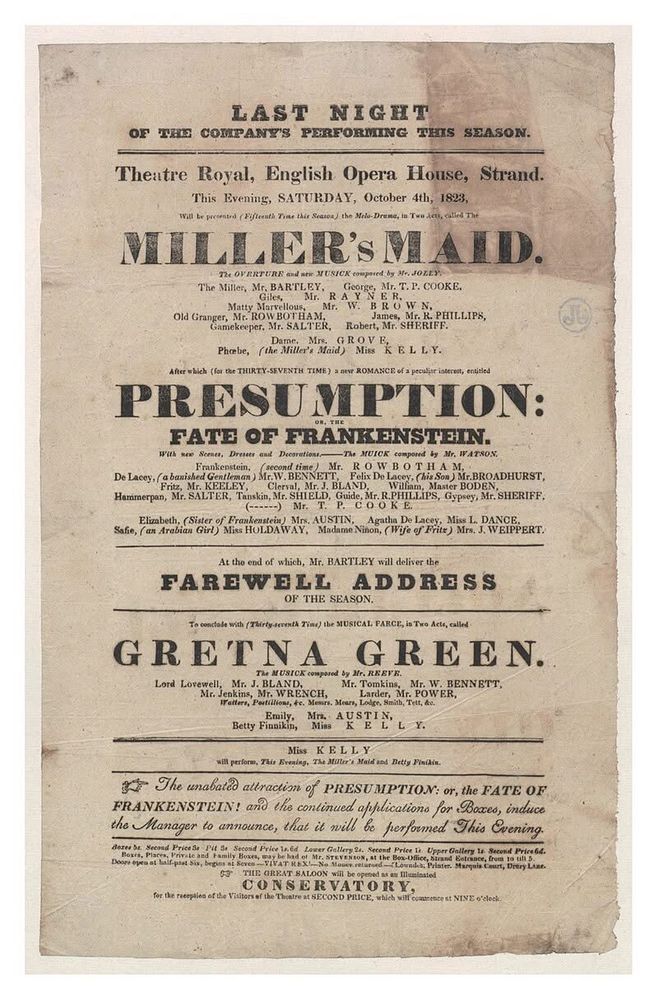 LAST NIGHT
OF THE COMPANY'S PERFORMING THIS SEASON.
Theatre Royal, English Opera House, Strand.
This Evening, SATURDAY, October 4th, 1823,
Will be presented (Fifteenth Time this Season) the Melo-Drama, in Two Acts, called The
MILLER's MAID.
The OVERTURE and new MUSICK composed by Mr. JOLLY.
The Miller, Mr. BARTLEY, George, Mr. T. P. COOKE,
Giles, Mr. RAYNER,
Matty Marvellous, Mr. W. BROWN,
Old Granger, Mr. ROWBOTHAM, James, Mr. R. PHILLIPS,
Gamekeeper, Mr. SALTER, Robert, Mr. SHERIFF.
Dame, Mrs. GROVE,
Phœbe, (the Miller's Maid) Miss KELLY.
After which (for the THIRTY-SEVENTH TIME) a new ROMANCE of a peculiar interest, entitled
PRESUMPTION:
OR, THE
FATE OF FRANKENSTEIN.
With new Scenes, Dresses and Decorations.——The MUICK composed by Mr. WATSON.
Frankenstein, (second time) Mr. ROWBOTHAM,
De Lacey, (a banished Gentleman) Mr. W. BENNETT, Felix De Lacey, (his Son) Mr. BROADHURST,
Fritz, Mr. KEELEY, Clerval, Mr. J. BLAND, William, Master BODEN,
Hammerpan, Mr. SALTER, Tanskin, Mr. SHIELD, Guide, Mr. R. PHILLIPS, Gypsey, Mr. SHERIFF.
(------) Mr. T. P. COOKE.
Elizabeth, (Sister of Frankenstein) Mrs. AUSTIN, Agatha De Lacey, Miss L. DANCE,
Safie, (an Arabian Girl) Miss HOLDAWAY, Madame Ninon, (Wife of Fritz) Mrs. J. WEIPPERT.
At the end of which, Mr. BARTLEY will deliver the
FAREWELL ADDRESS
OF THE SEASON.
To conclude with (Thirty-seventh Time) the MUSICAL FARCE, in Two Acts, called
GRETNA GREEN.
The MUSICK composed by Mr. REEVE.
Lord Lovewell, Mr. J. BLAND, Mr. Tomkins, Mr. W. BENNETT,
Mr. Jenkins, Mr. WRENCH, Larder, Mr. POWER,
Waiters, Postilions, &c. Messrs. Mears, Lodge, Smith, Tett, &c.
Emily, Mrs. AUSTIN,
Betty Finnikin, Miss KELLY.
Miss KELLY
will perform, This Evening, The Miller's Maid and Betty Finikin.
The unabated attraction of PRESUMPTION: or, the FATE OF
FRANKENSTEIN! and the continued applications for Boxes, induce
the Manager to announce, that it will be performed This Evening.
Boxes 5s. Second Price 3s Pit 3s Second Price 1s. 6d Lower Gallery 2s. Second Price 1s Upper Gallery 1s. Second Price 6d.
Boxes, Places, Private and Family Boxes, may be had of Mr. STEVENSON, at the Box-Office, Strand Entrance, from 10 till 5.
Doors open at half-past Six, begins at Seven—VIVAT REX!—No Money returned—Lowndes, Printer. Marquis Court, Drury Lane.
THE GREAT SALOON will be opened as an Illuminated
CONSERVATORY,
for the reception of the Visitors of the Theatre at SECOND PRICE, which will commence at NINE o'clock.